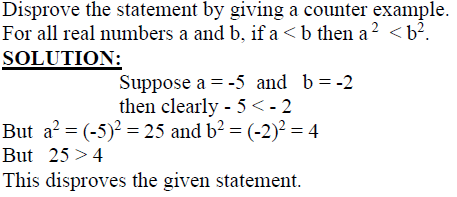 Disprove the statement by giving a counter example.
For all real numbers a and b, if a < b then a² < b².
SOLUTION:
Suppose a = -5 and b = -2
then clearly - 5 < - 2
But a² = (-5)² = 25 and b² = (-2)² = 4
But 25 > 4
This disproves the given statement.